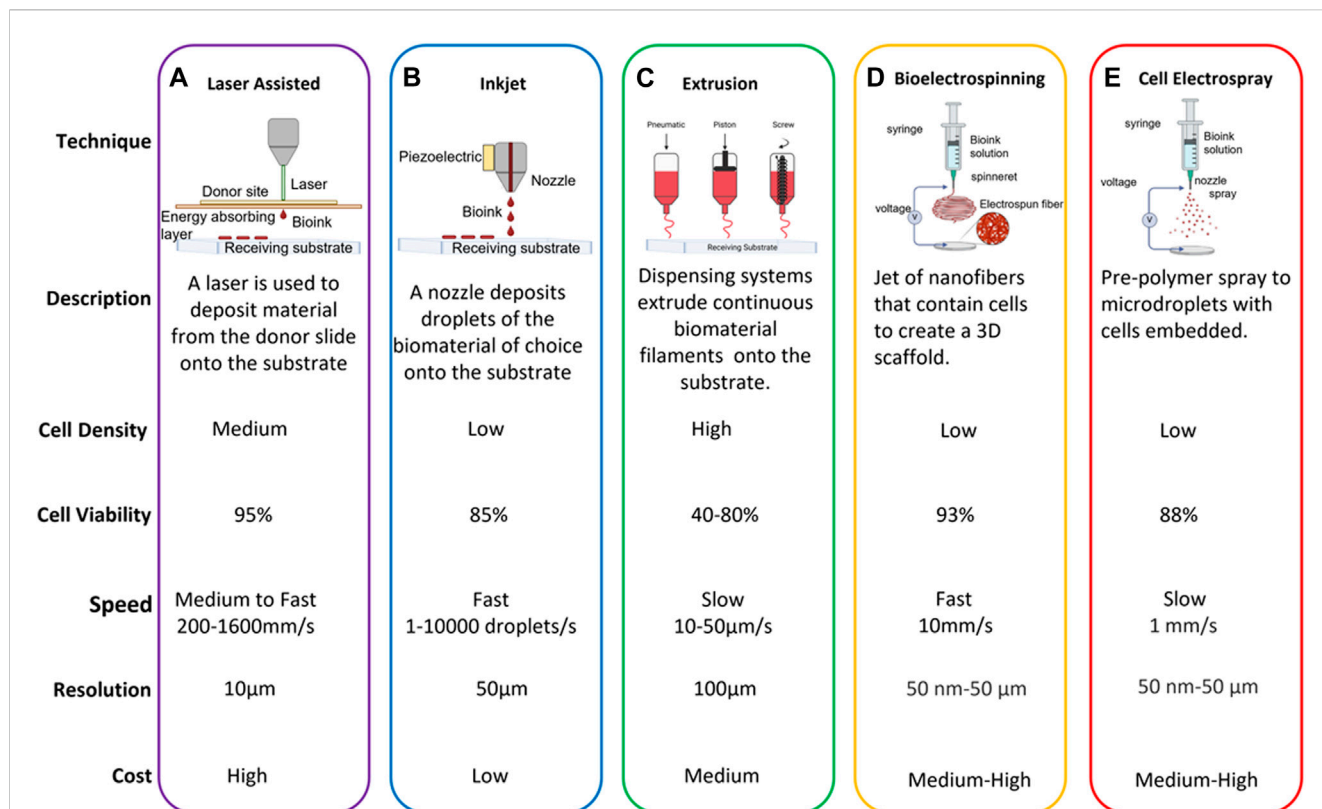 A
Laser Assisted
B
Inkjet
C
Extrusion
D
Bioelectrospinning
E
Cell Electrospray
Technique
Donor site
Laser
Energy absorbing
layer
Bioink
Receiving substrate
Piezoelectric
Nozzle
Bioink
Receiving substrate
Pneumatic
Piston
Screw
Receiving Substrate
syringe
Bioink
solution
spinneret
voltage
V
Electrospun fiber
syringe
Bioink
solution
voltage
nozzle
spray
V
Description
A laser is used to
deposit material
from the donor slide
onto the substrate
A nozzle deposits
droplets of the
biomaterial of choice
onto the substrate
Dispensing systems
extrude continuous
biomaterial
filaments onto the
substrate.
Jet of nanofibers
that contain cells
to create a 3D
scaffold.
Pre-polymer spray to
microdroplets with
cells embedded.
Cell Density
Medium
Low
High
Low
Low
Cell Viability
95%
85%
40-80%
93%
88%
Speed
Medium to Fast
200-1600mm/s
Fast
1-10000 droplets/s
Slow
10-50μm/s
Fast
10mm/s
Slow
1 mm/s
Resolution
10μm
50μm
100μm
50 nm-50 μm
50 nm-50 μm
Cost
High
Low
Medium
Medium-High
Medium-High